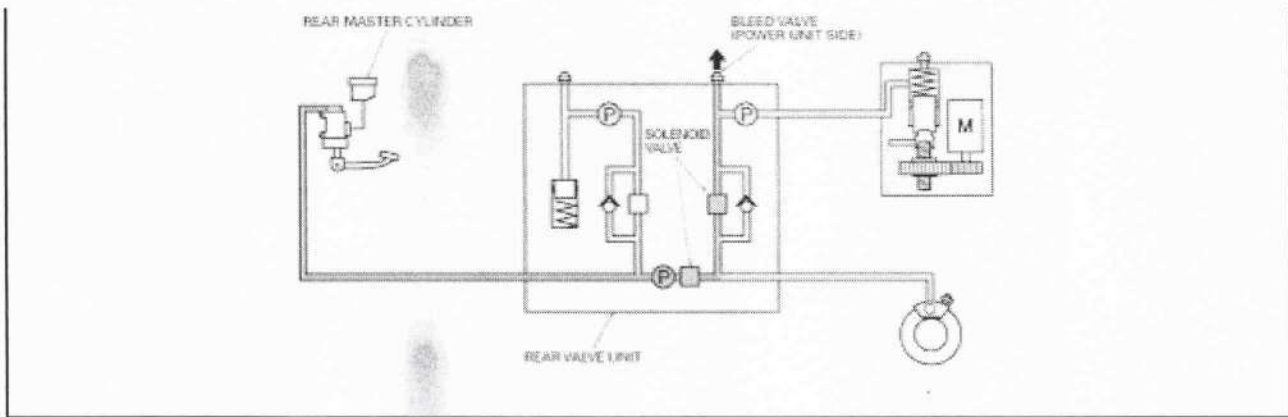 REAR MASTER CYLINDER
BLEED VALVE
(POWER UNIT SIDE)
P
P
SOLENOID
VALVE
M
P
REAR VALVE UNIT